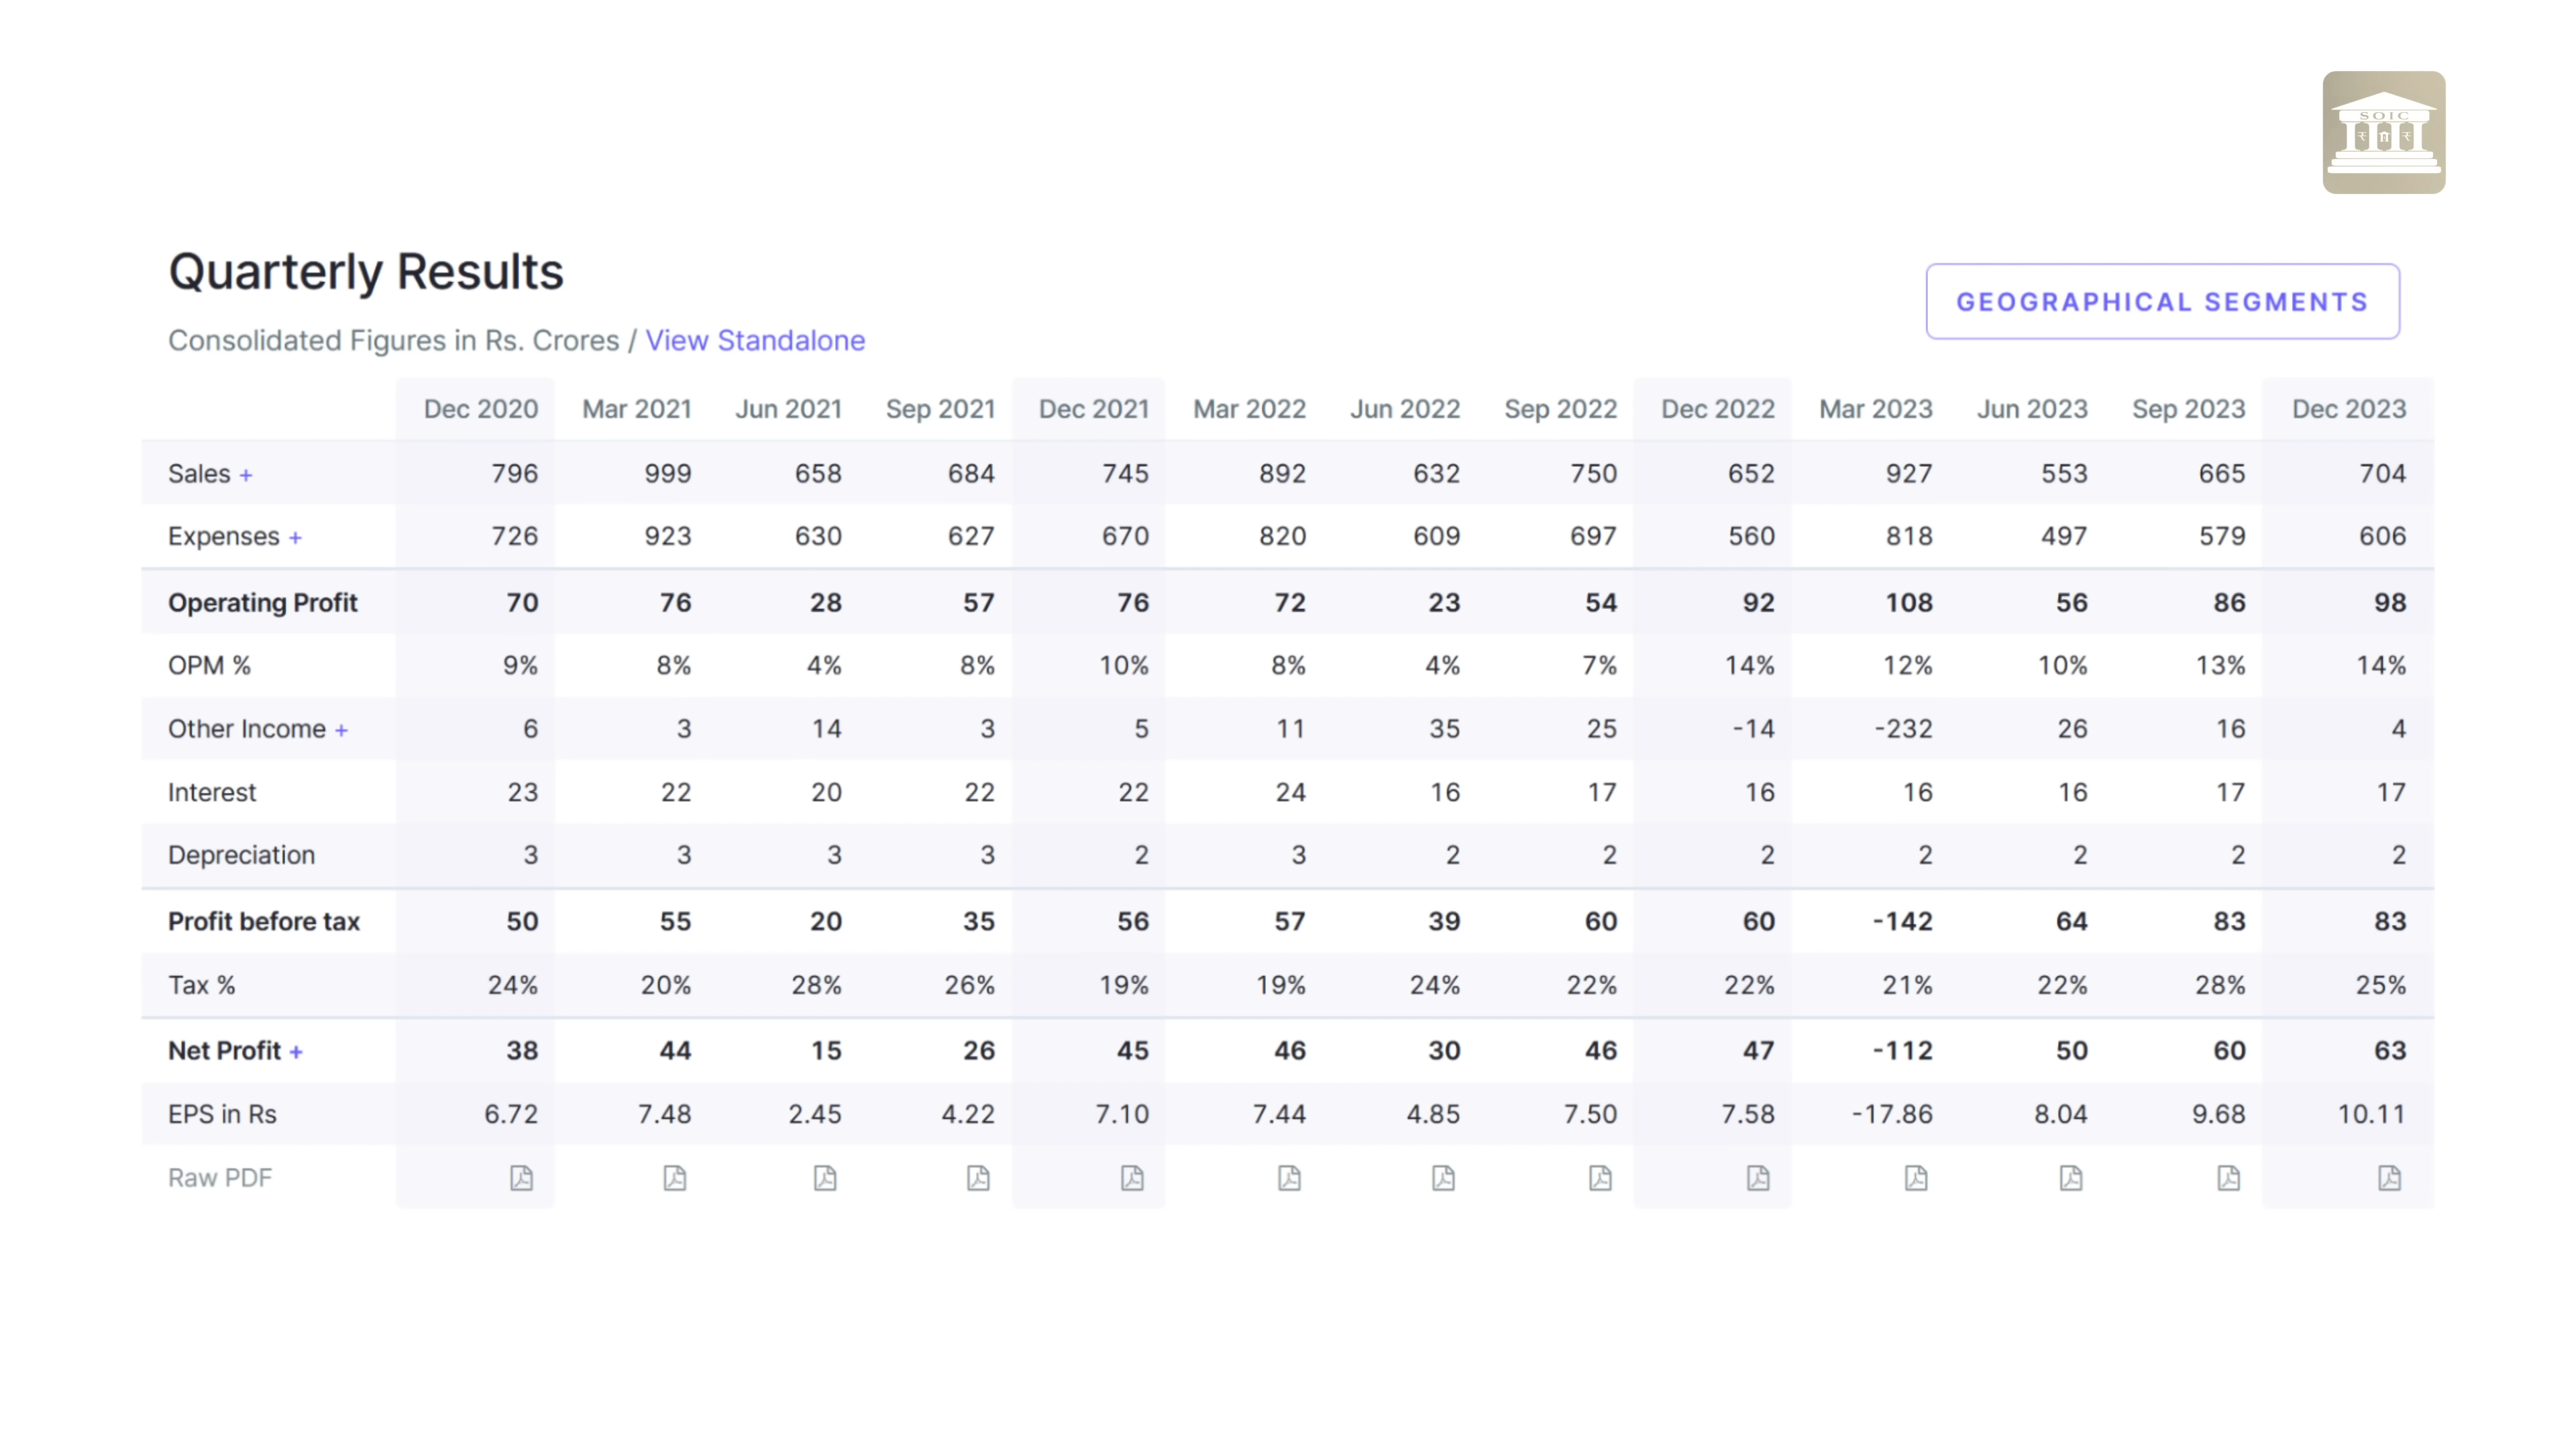 SOIC
₹ ₹
Quarterly Results
GEOGRAPHICAL SEGMENTS
Consolidated Figures in Rs. Crores / View Standalone
Dec 2020 Mar 2021 Jun 2021 Sep 2021 Dec 2021 Mar 2022 Jun 2022 Sep 2022 Dec 2022 Mar 2023 Jun 2023 Sep 2023 Dec 2023
Sales + 796 999 658 684 745 892 632 750 652 927 553 665 704
Expenses + 726 923 630 627 670 820 609 697 560 818 497 579 606
Operating Profit 70 76 28 57 76 72 23 54 92 108 56 86 98
OPM % 9% 8% 4% 8% 10% 8% 4% 7% 14% 12% 10% 13% 14%
Other Income + 6 3 14 3 5 11 35 25 -14 -232 26 16 4
Interest 23 22 20 22 22 24 16 17 16 16 16 17 17
Depreciation 3 3 3 3 2 3 2 2 2 2 2 2 2
Profit before tax 50 55 20 35 56 57 39 60 60 -142 64 83 83
Tax % 24% 20% 28% 26% 19% 19% 24% 22% 22% 21% 22% 28% 25%
Net Profit + 38 44 15 26 45 46 30 46 47 -112 50 60 63
EPS in Rs 6.72 7.48 2.45 4.22 7.10 7.44 4.85 7.50 7.58 -17.86 8.04 9.68 10.11
Raw PDF